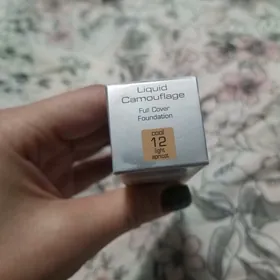 Liquid
Camouflage
Full Cover
Foundation
cool
12
light
apricot